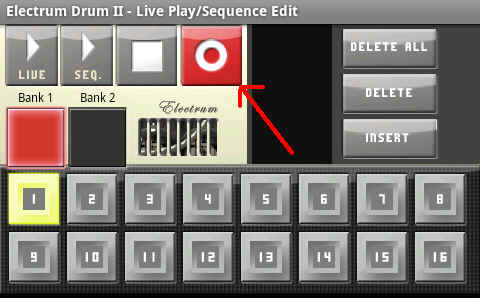 Electrum Drum II - Live Play/Sequence Edit
LIVE
SEQ.
DELETE ALL
DELETE
INSERT
Bank 1
Bank 2
Electrum
1 2 3 4 5 6 7 8
9 10 11 12 13 14 15 16